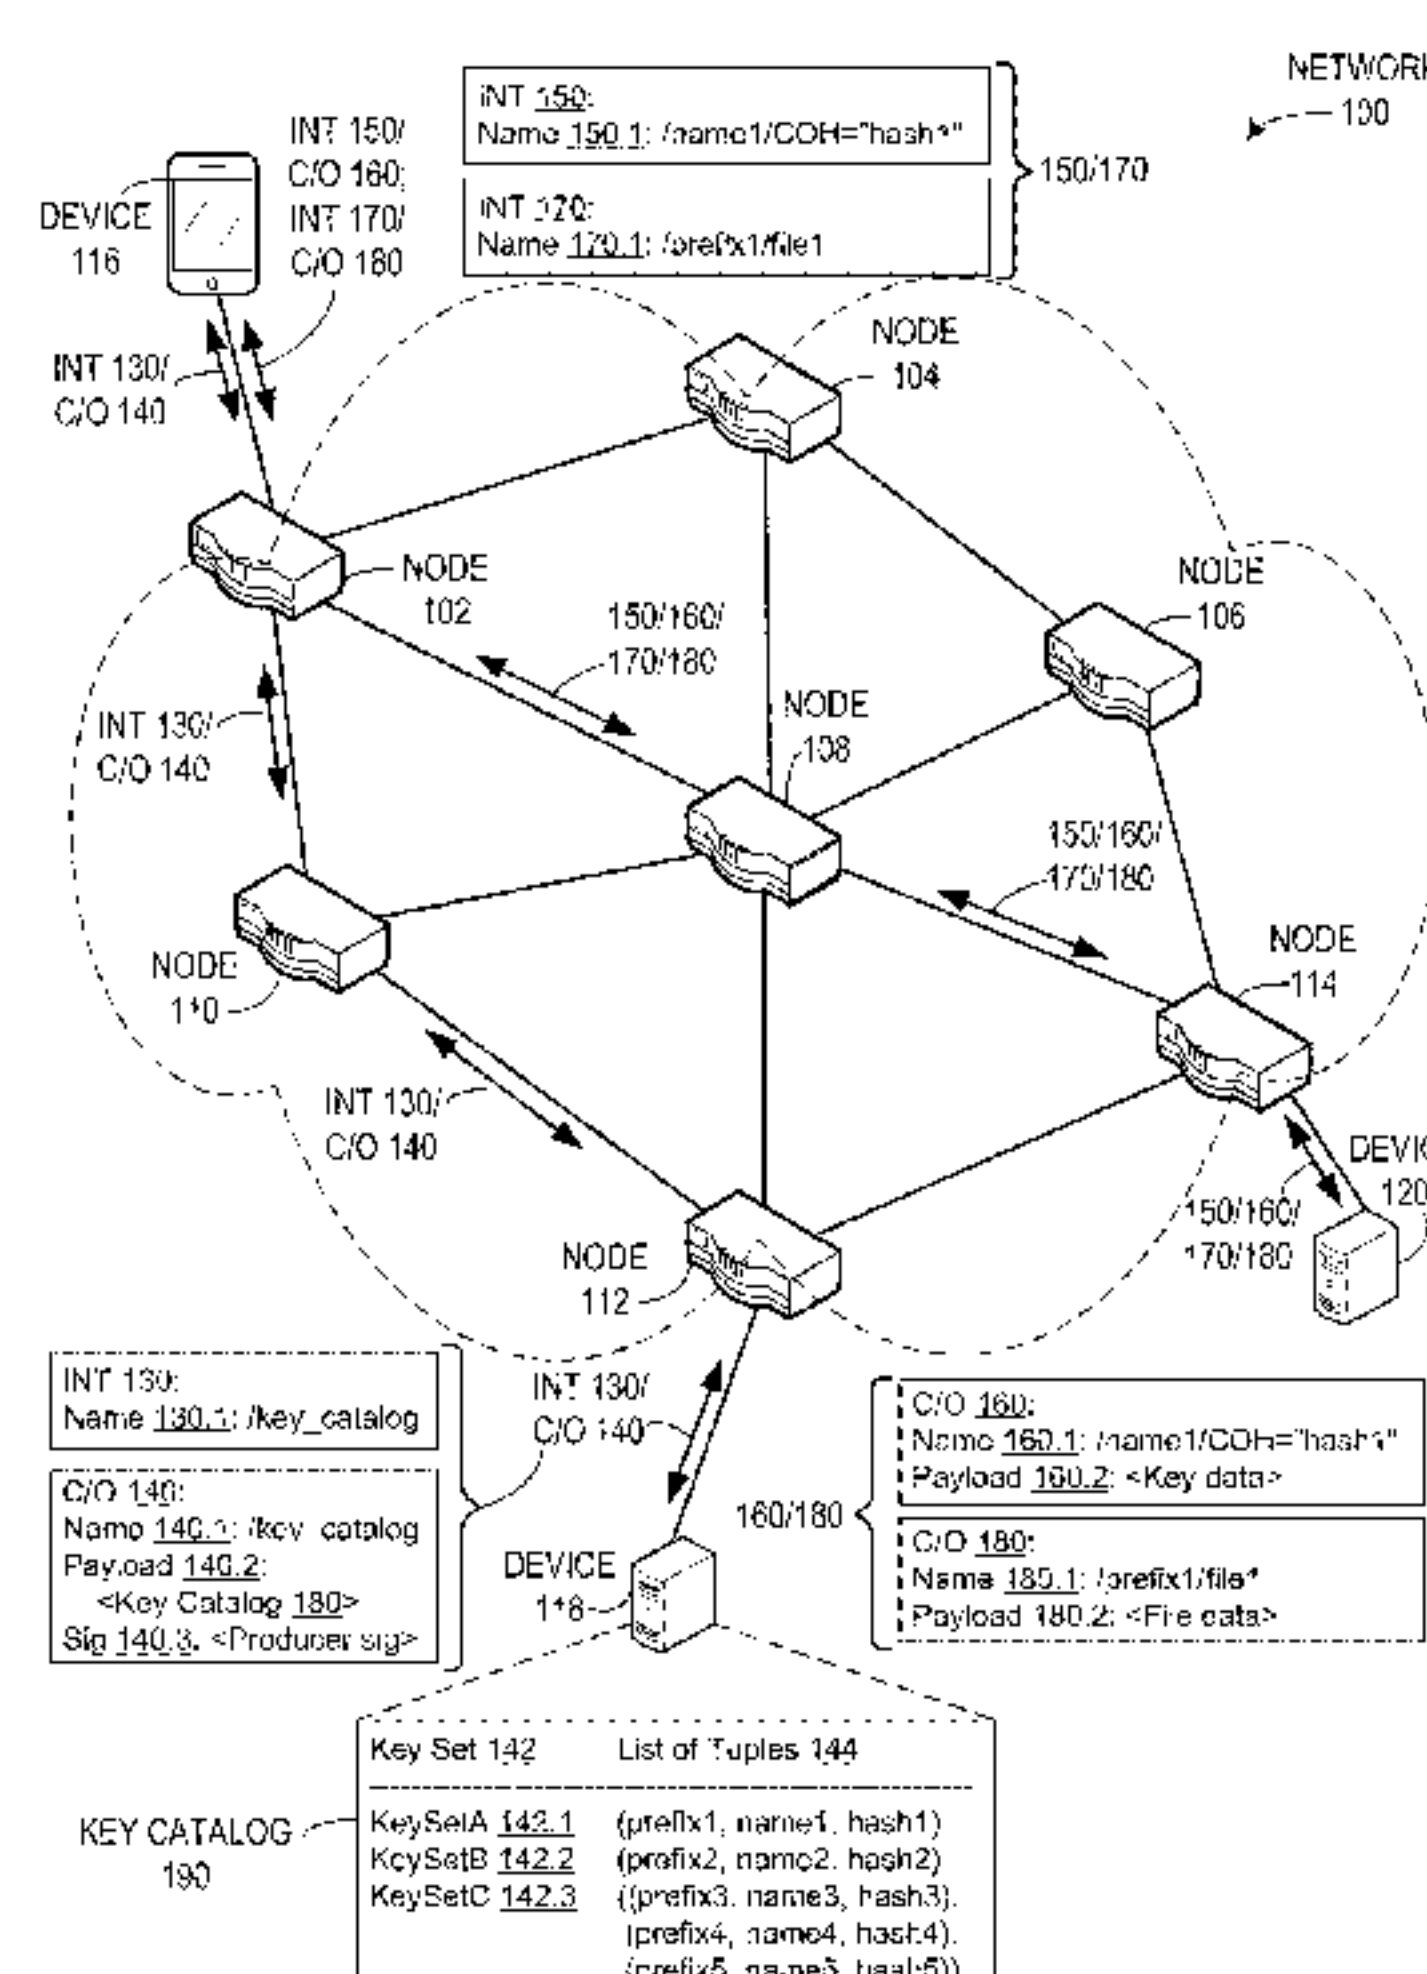 NETWORK
100
INT 150:
Name 150.1: /name1/COH="hash1"
INT 170:
Name 170.1: /prefix1/file1
150/170
INT 150/
C/O 160;
INT 170/
C/O 180
DEVICE
116
INT 130/
C/O 140
NODE
104
NODE
102
NODE
106
150/160/
170/180
NODE
108
INT 130/
C/O 140
150/160/
170/180
NODE
110
NODE
114
INT 130/
C/O 140
DEVIC
120
150/160/
170/180
NODE
112
INT 130:
Name 130.1: /key_catalog
C/O 140:
Name 140.1: /key_catalog
Payload 140.2:
<Key Catalog 180>
Sig 140.3: <Producer sig>
INT 130/
C/O 140
160/180
C/O 160:
Name 160.1: /name1/COH="hash1"
Payload 160.2: <Key data>
C/O 180:
Name 180.1: /prefix1/file1
Payload 180.2: <File data>
DEVICE
118
KEY CATALOG
190
Key Set 142 List of Tuples 144
KeySetA 142.1 (prefix1, name1, hash1)
KeySetB 142.2 (prefix2, name2, hash2)
KeySetC 142.3 ((prefix3, name3, hash3),
(prefix4, name4, hash4),
(prefix5, name5, hash5))